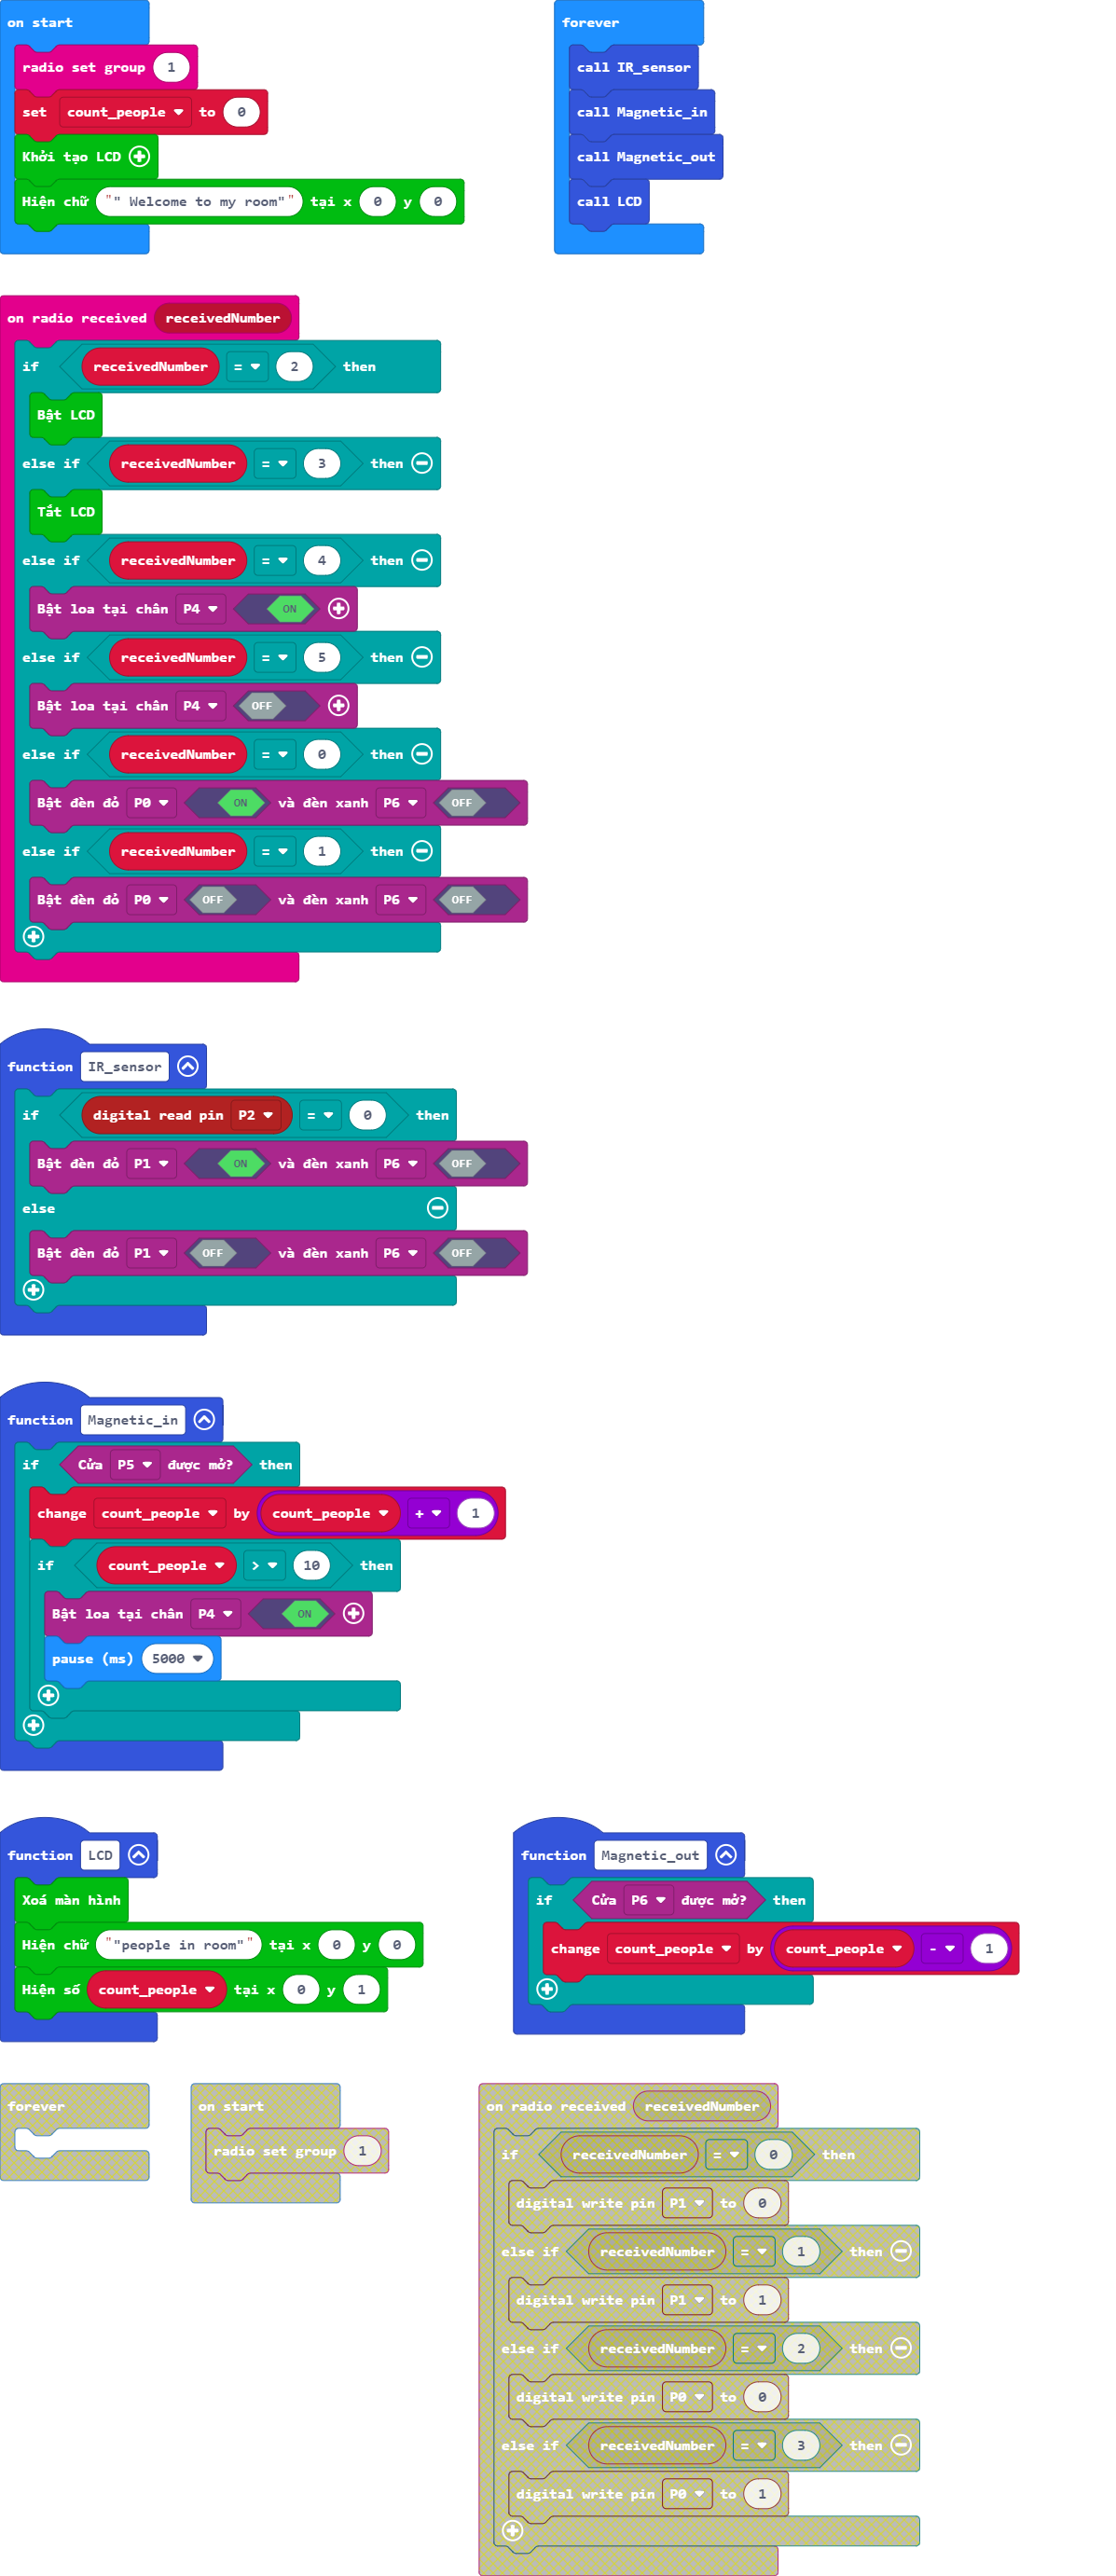 on start
radio set group 1
set count_people to 0
Khởi tạo LCD
Hiện chữ "" Welcome to my room"" tại x 0 y 0
forever
call IR_sensor
call Magnetic_in
call Magnetic_out
call LCD
on radio received receivedNumber
if receivedNumber = 2 then
Bật LCD
else if receivedNumber = 3 then
Tắt LCD
else if receivedNumber = 4 then
Bật loa tại chân P4 ON
else if receivedNumber = 5 then
Bật loa tại chân P4 OFF
else if receivedNumber = 0 then
Bật đèn đỏ P0 ON và đèn xanh P6 OFF
else if receivedNumber = 1 then
Bật đèn đỏ P0 OFF và đèn xanh P6 OFF
function IR_sensor
if digital read pin P2 = 0 then
Bật đèn đỏ P1 ON và đèn xanh P6 OFF
else
Bật đèn đỏ P1 OFF và đèn xanh P6 OFF
function Magnetic_in
if Cửa P5 được mở? then
change count_people by count_people + 1
if count_people > 10 then
Bật loa tại chân P4 ON
pause (ms) 5000
function LCD
Xoá màn hình
Hiện chữ ""people in room"" tại x 0 y 0
Hiện số count_people tại x 0 y 1
function Magnetic_out
if Cửa P6 được mở? then
change count_people by count_people - 1
forever
on start
radio set group 1
on radio received receivedNumber
if receivedNumber = 0 then
digital write pin P1 to 0
else if receivedNumber = 1 then
digital write pin P1 to 1
else if receivedNumber = 2 then
digital write pin P0 to 0
else if receivedNumber = 3 then
digital write pin P0 to 1